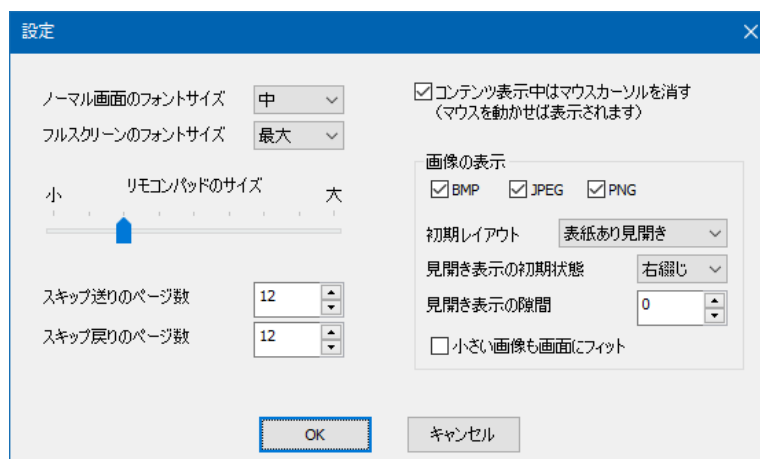 設定
ノーマル画面のフォントサイズ 中
フルスクリーンのフォントサイズ 最大
リモコンパッドのサイズ
小 大
スキップ送りのページ数 12
スキップ戻りのページ数 12
コンテンツ表示中はマウスカーソルを消す
(マウスを動かせば表示されます)
画像の表示
BMP JPEG PNG
初期レイアウト 表紙あり見開き
見開き表示の初期状態 右綴じ
見開き表示の隙間 0
小さい画像も画面にフィット
OK キャンセル